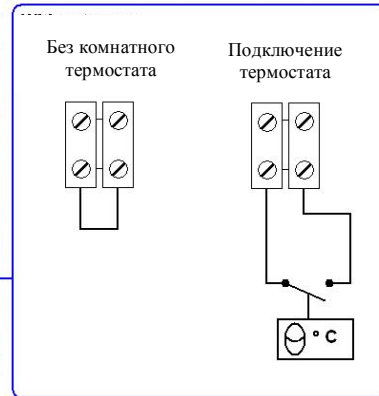 Без комнатного
термостата
Подключение
термостата
° C